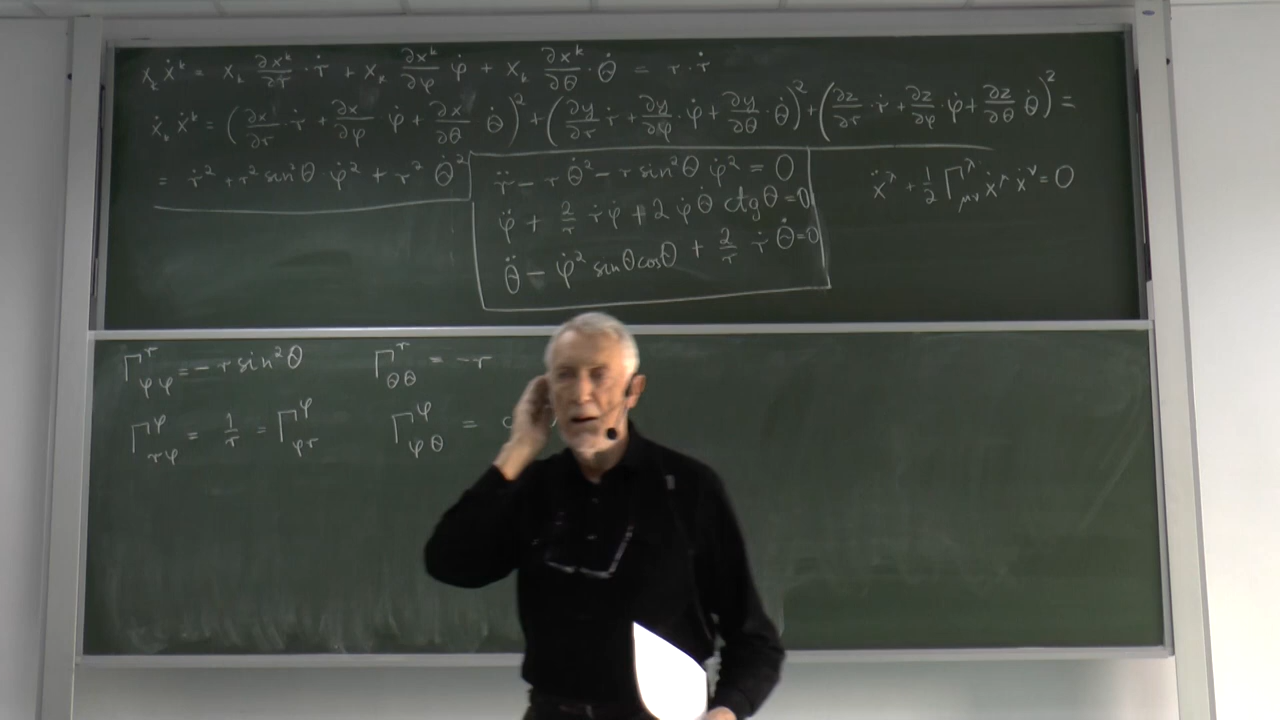 x_k ẋ^k = x_k ∂x^k/∂r · ṙ + x_k ∂x^k/∂φ φ̇ + x_k ∂x^k/∂θ · θ̇ = r · ṙ
ẋ_k ẋ^k = (∂x/∂r · ṙ + ∂x/∂φ · φ̇ + ∂x/∂θ · θ̇)² + (∂y/∂r · ṙ + ∂y/∂φ · φ̇ + ∂y/∂θ · θ̇)² + (∂z/∂r · ṙ + ∂z/∂φ · φ̇ + ∂z/∂θ θ̇)² =
= ṙ² + r² sin²θ · φ̇² + r² θ̇²
r̈ − r θ̇² − r sin²θ φ̇² = 0
φ̈ + 2/r ṙ φ̇ + 2 φ̇ θ̇ ctg θ = 0
θ̈ − φ̇² sinθ cosθ + 2/r ṙ θ̇ = 0
ẍ^λ + 1/2 Γ^λ_μν ẋ^μ ẋ^ν = 0
Γ^r_φφ = − r sin²θ Γ^r_θθ = − r
Γ^φ_rφ = 1/r = Γ^φ_φr Γ^φ_φθ =